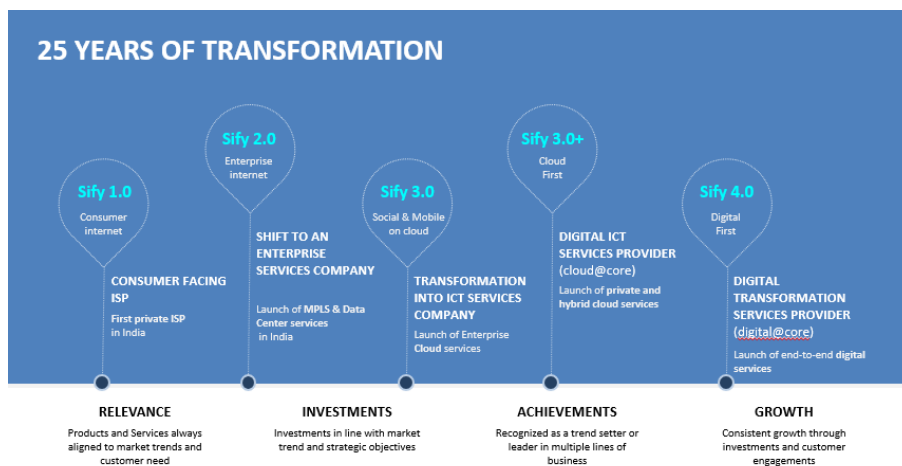 25 YEARS OF TRANSFORMATION
Sify 1.0
Consumer
internet
CONSUMER FACING
ISP
First private ISP
in India
Sify 2.0
Enterprise
internet
SHIFT TO AN
ENTERPRISE
SERVICES COMPANY
Launch of MPLS & Data
Center services
in India
Sify 3.0
Social & Mobile
on cloud
TRANSFORMATION
INTO ICT SERVICES
COMPANY
Launch of Enterprise
Cloud services
Sify 3.0+
Cloud
First
DIGITAL ICT
SERVICES PROVIDER
(cloud@core)
Launch of private and
hybrid cloud services
Sify 4.0
Digital
First
DIGITAL
TRANSFORMATION
SERVICES PROVIDER
(digital@core)
Launch of end-to-end digital
services
RELEVANCE
Products and Services always
aligned to market trends and
customer need
INVESTMENTS
Investments in line with market
trend and strategic objectives
ACHIEVEMENTS
Recognized as a trend setter or
leader in multiple lines of
business
GROWTH
Consistent growth through
investments and customer
engagements